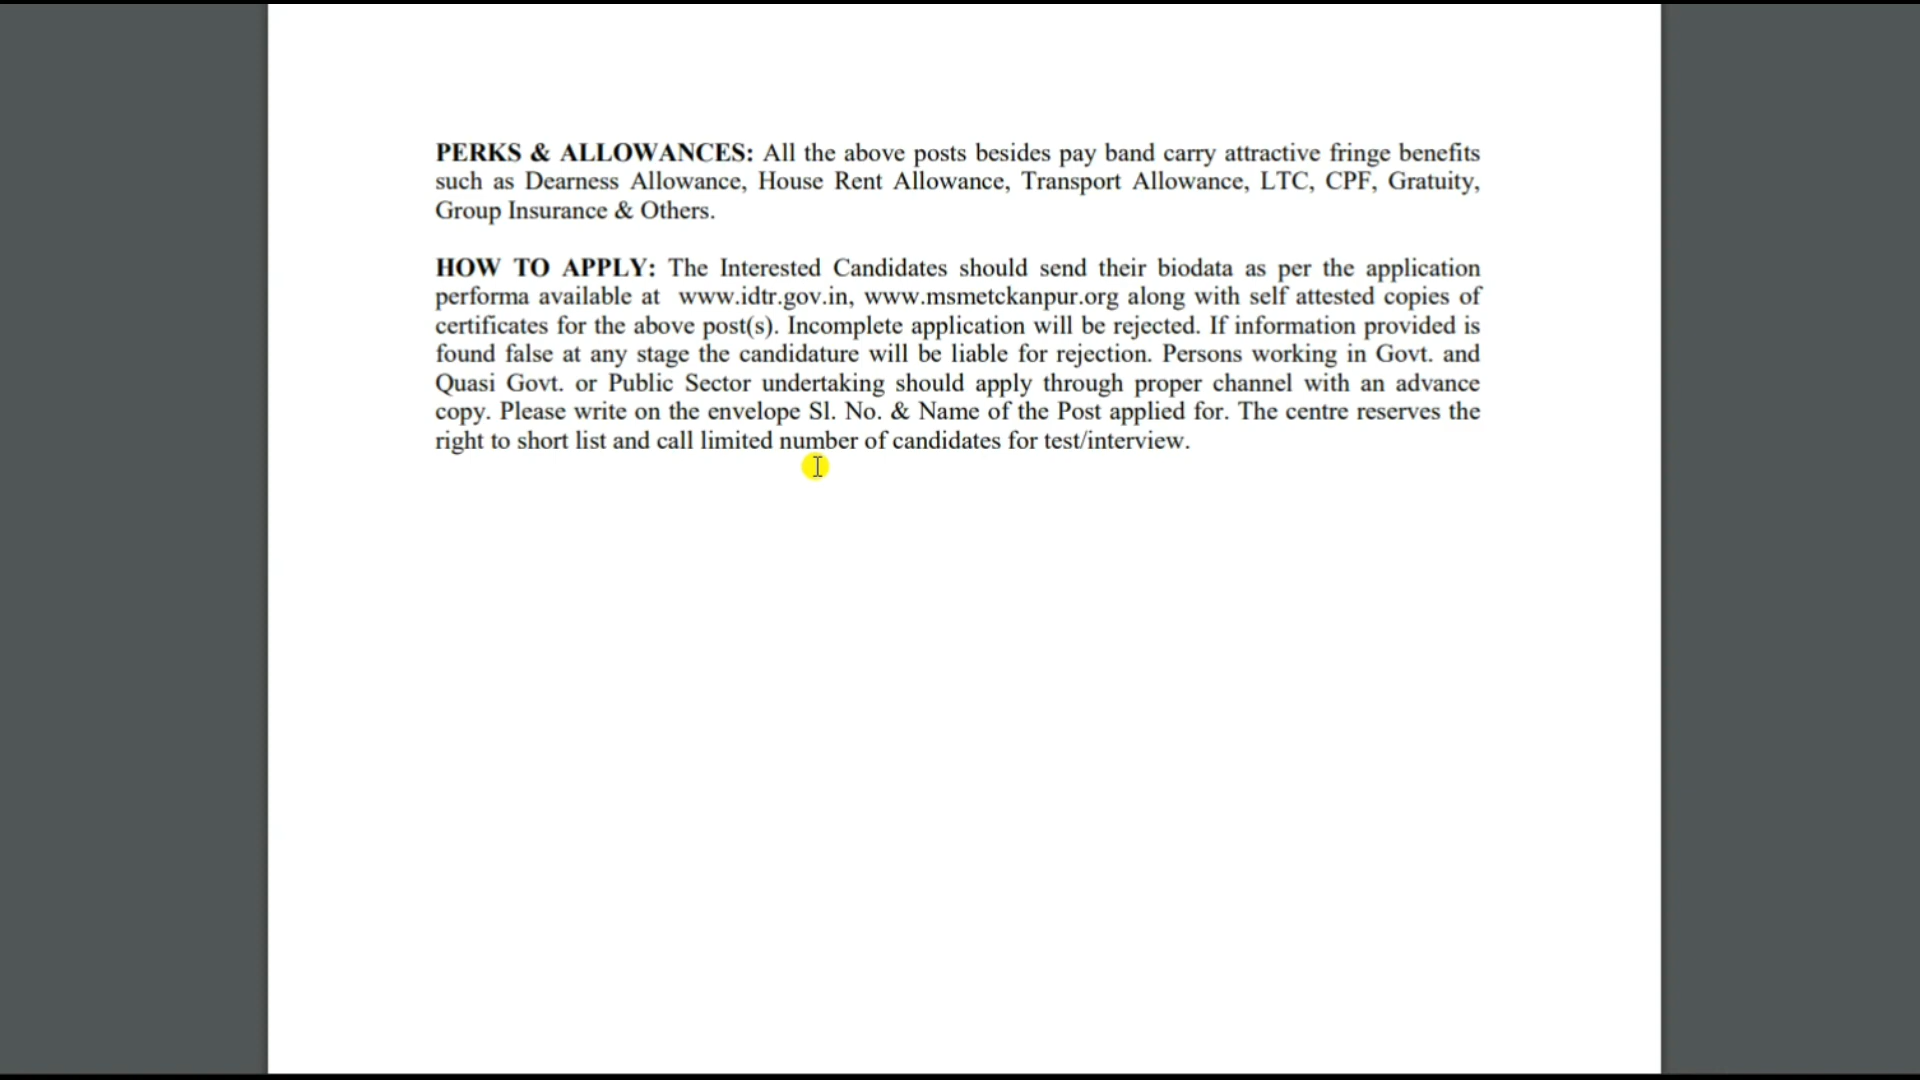 PERKS & ALLOWANCES: All the above posts besides pay band carry attractive fringe benefits
such as Dearness Allowance, House Rent Allowance, Transport Allowance, LTC, CPF, Gratuity,
Group Insurance & Others.
HOW TO APPLY: The Interested Candidates should send their biodata as per the application
performa available at www.idtr.gov.in, www.msmetckanpur.org along with self attested copies of
certificates for the above post(s). Incomplete application will be rejected. If information provided is
found false at any stage the candidature will be liable for rejection. Persons working in Govt. and
Quasi Govt. or Public Sector undertaking should apply through proper channel with an advance
copy. Please write on the envelope Sl. No. & Name of the Post applied for. The centre reserves the
right to short list and call limited number of candidates for test/interview.